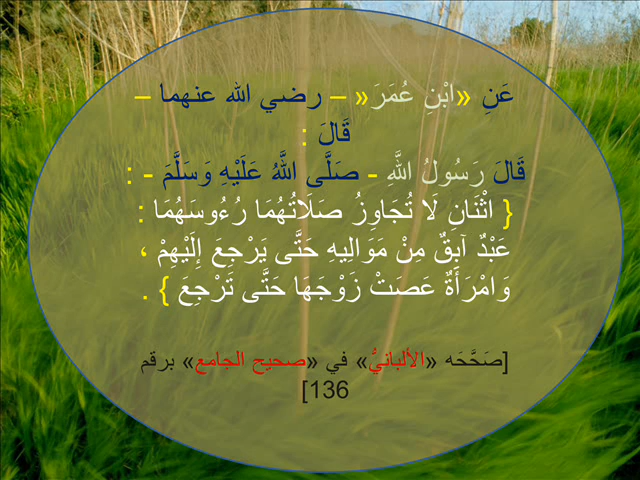 عَنِ «ابْنِ عُمَرَ« – رضي الله عنهما –
قَالَ :
قَالَ رَسُولُ اللَّهِ - صَلَّى اللَّهُ عَلَيْهِ وَسَلَّمَ - :
{ اثْنَانِ لَا تُجَاوِزُ صَلَاتُهُمَا رُءُوسَهُمَا :
عَبْدٌ آبِقٌ مِنْ مَوَالِيهِ حَتَّى يَرْجِعَ إِلَيْهِمْ ،
وَامْرَأَةٌ عَصَتْ زَوْجَهَا حَتَّى تَرْجِعَ } .
[صَحَّحَه «الألبانيُّ» في «صحيح الجامع» برقم
136]